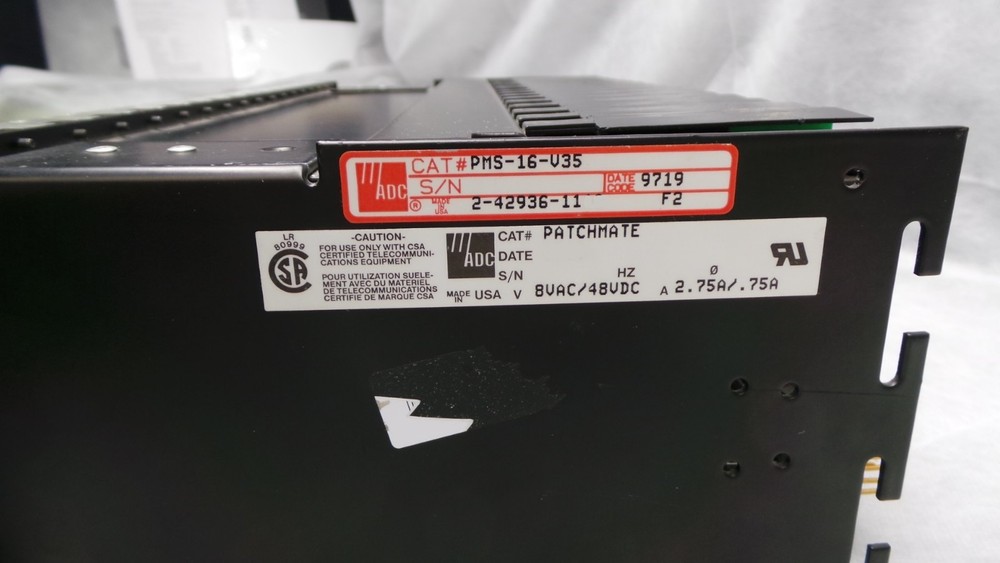 ADC ®
CAT# PMS-16-V35
S/N DATE CODE 9719
MADE IN USA 2-42936-11 F2
LR 80999
SA
-CAUTION-
FOR USE ONLY WITH CSA
CERTIFIED TELECOMMUNI-
CATIONS EQUIPMENT
POUR UTILIZATION SUELE-
MENT AVEC DU MATERIEL
DE TELECOMMUNICATIONS
CERTIFIE DE MARQUE CSA
ADC
CAT# PATCHMATE
DATE
S/N HZ Ø
MADE IN USA V 8VAC/48VDC A 2.75A/.75A
RU